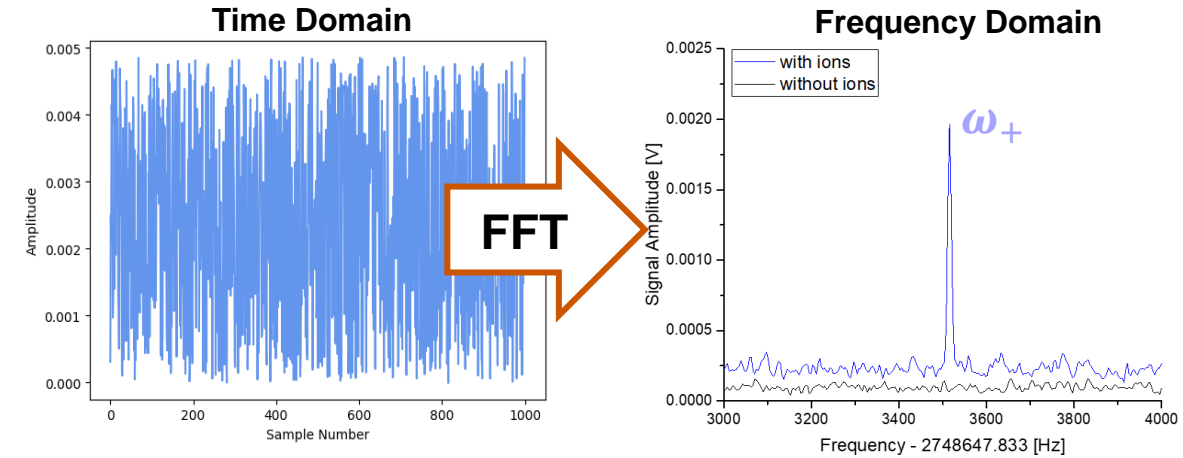 Time Domain
0.005
0.004
0.003
0.002
0.001
0.000
Amplitude
0
200
400
600
800
1000
Sample Number
FFT
Frequency Domain
with ions
without ions
ω+
0.0025
0.0020
0.0015
0.0010
0.0005
0.0000
Signal Amplitude [V]
3000
3200
3400
3600
3800
4000
Frequency - 2748647.833 [Hz]